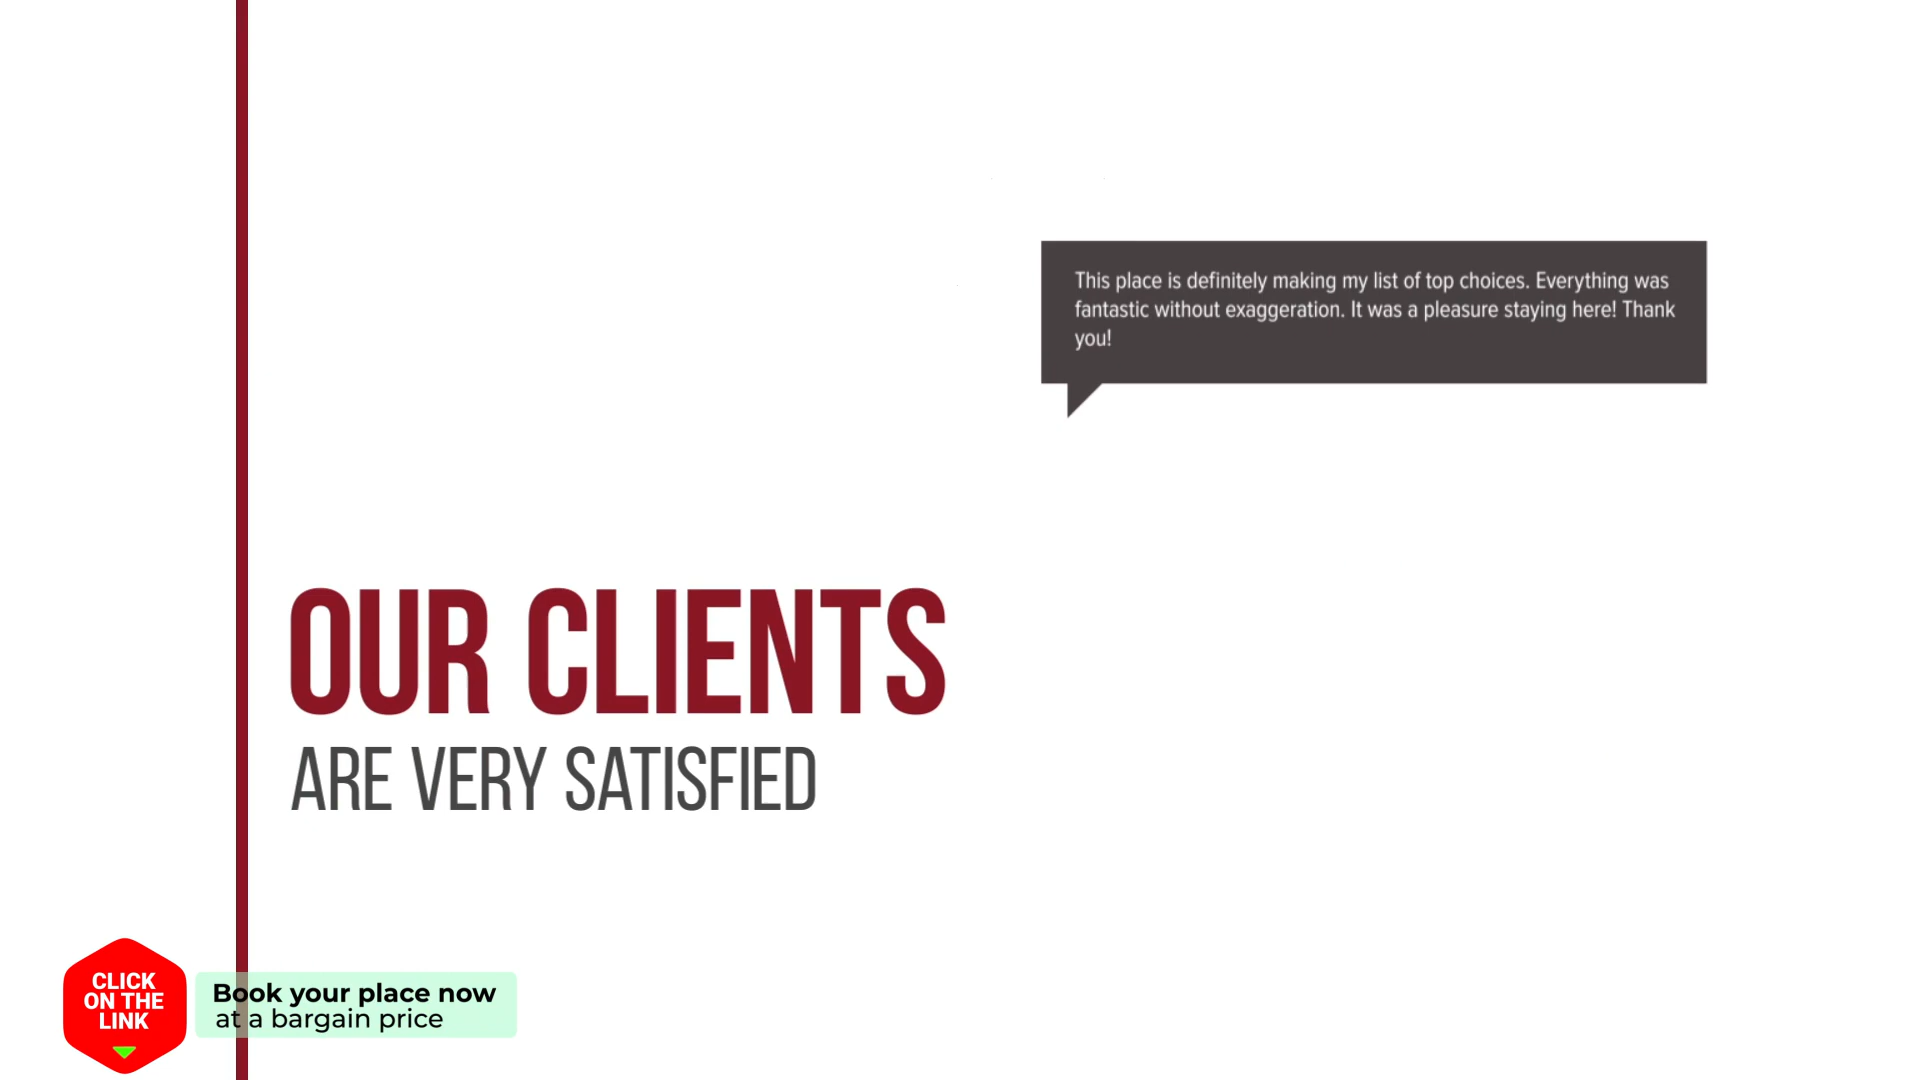 This place is definitely making my list of top choices. Everything was
fantastic without exaggeration. It was a pleasure staying here! Thank
you!
OUR CLIENTS
ARE VERY SATISFIED
CLICK
ON THE
LINK
Book your place now
at a bargain price